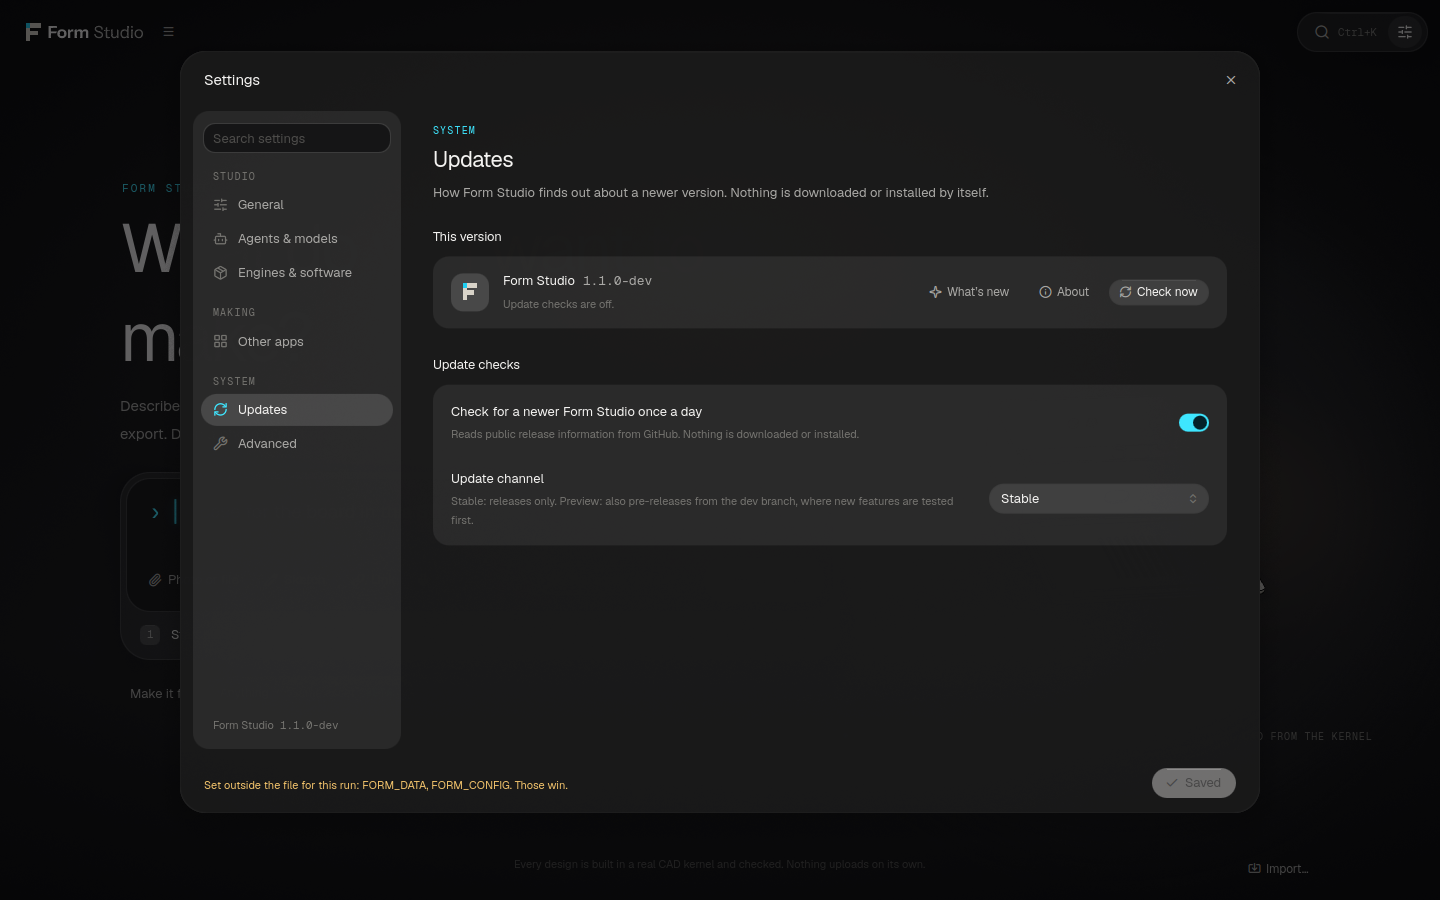 Form Studio
Ctrl+K
Settings
Search settings
STUDIO
General
Agents & models
Engines & software
MAKING
Other apps
SYSTEM
Updates
Advanced
Form Studio 1.1.0-dev
SYSTEM
Updates
How Form Studio finds out about a newer version. Nothing is downloaded or installed by itself.
This version
Form Studio 1.1.0-dev
Update checks are off.
What's new
About
Check now
Update checks
Check for a newer Form Studio once a day
Reads public release information from GitHub. Nothing is downloaded or installed.
Update channel
Stable: releases only. Preview: also pre-releases from the dev branch, where new features are tested
first.
Stable
Set outside the file for this run: FORM_DATA, FORM_CONFIG. Those win.
Saved
FORM ST
W
ma
Describe
export. D
Ph
1
S
Make it f
FROM THE KERNEL
Every design is built in a real CAD kernel and checked. Nothing uploads on its own.
Import...